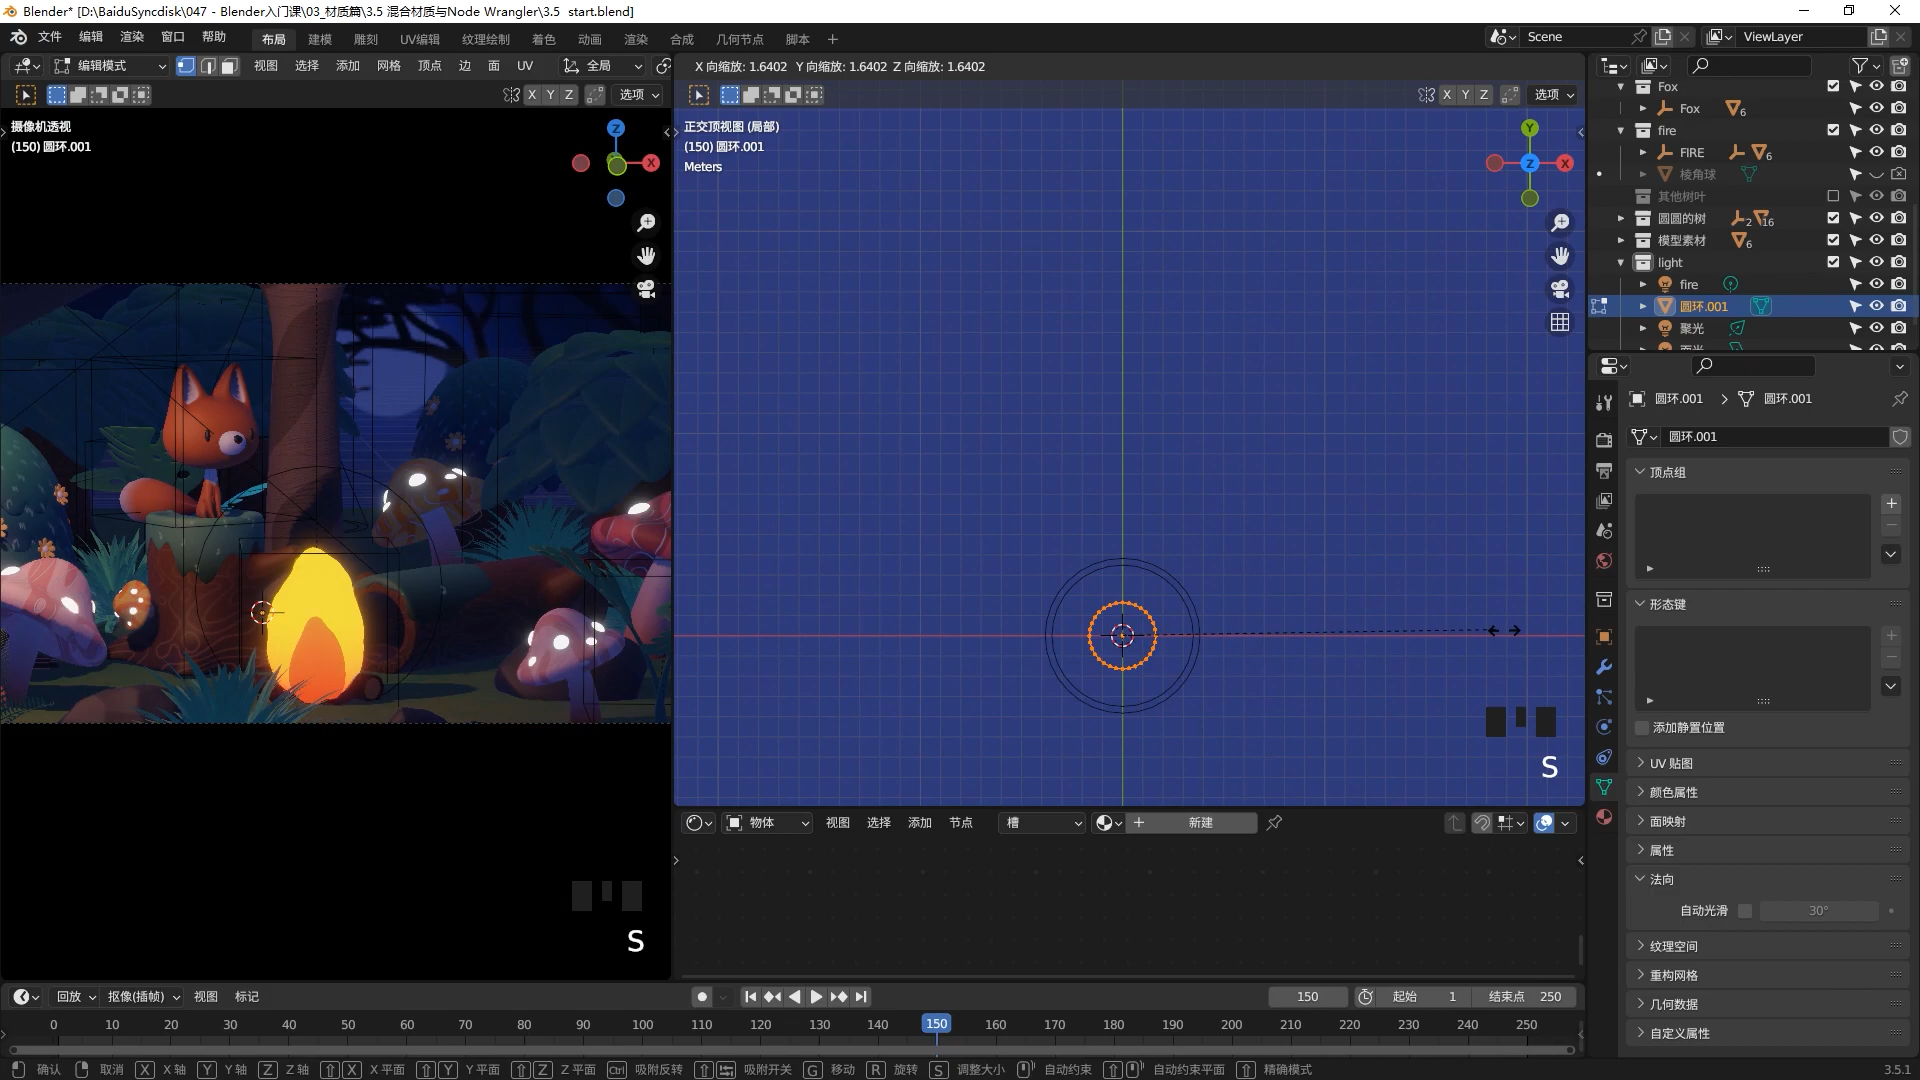 Blender* [D:\BaiduSyncdisk\047 - Blender入门课\03_材质篇\3.5 混合材质与Node Wrangler\3.5  start.blend]
文件 编辑 渲染 窗口 帮助 布局 建模 雕刻 UV编辑 纹理绘制 着色 动画 渲染 合成 几何节点 脚本 + Scene ViewLayer
编辑模式 视图 选择 添加 网格 顶点 边 面 UV 全局
X 向缩放: 1.6402 Y 向缩放: 1.6402 Z 向缩放: 1.6402
X Y Z 选项
X Y Z 选项
摄像机透视
(150) 圆环.001
Z
X
正交顶视图 (局部)
(150) 圆环.001
Meters
Y
Z
X
S
S
Fox
Fox 6
fire
FIRE 6
棱角球
其他树叶
圆圆的树 2 16
模型素材 6
light
fire
圆环.001
聚光
圆环.001 > 圆环.001
圆环.001
顶点组
形态键
添加静置位置
UV 贴图
颜色属性
面映射
属性
法向
自动光滑 30°
纹理空间
重构网格
几何数据
自定义属性
物体 视图 选择 添加 节点 槽 + 新建
回放 抠像(插帧) 视图 标记 150 起始 1 结束点 250
0 10 20 30 40 50 60 70 80 90 100 110 120 130 140 150 160 170 180 190 200 210 220 230 240 250
确认 取消 X X 轴 Y Y 轴 Z Z 轴 X X 平面 Y Y 平面 Z Z 平面 Ctrl 吸附反转 吸附开关 G 移动 R 旋转 S 调整大小 自动约束 自动约束平面 精确模式 3.5.1